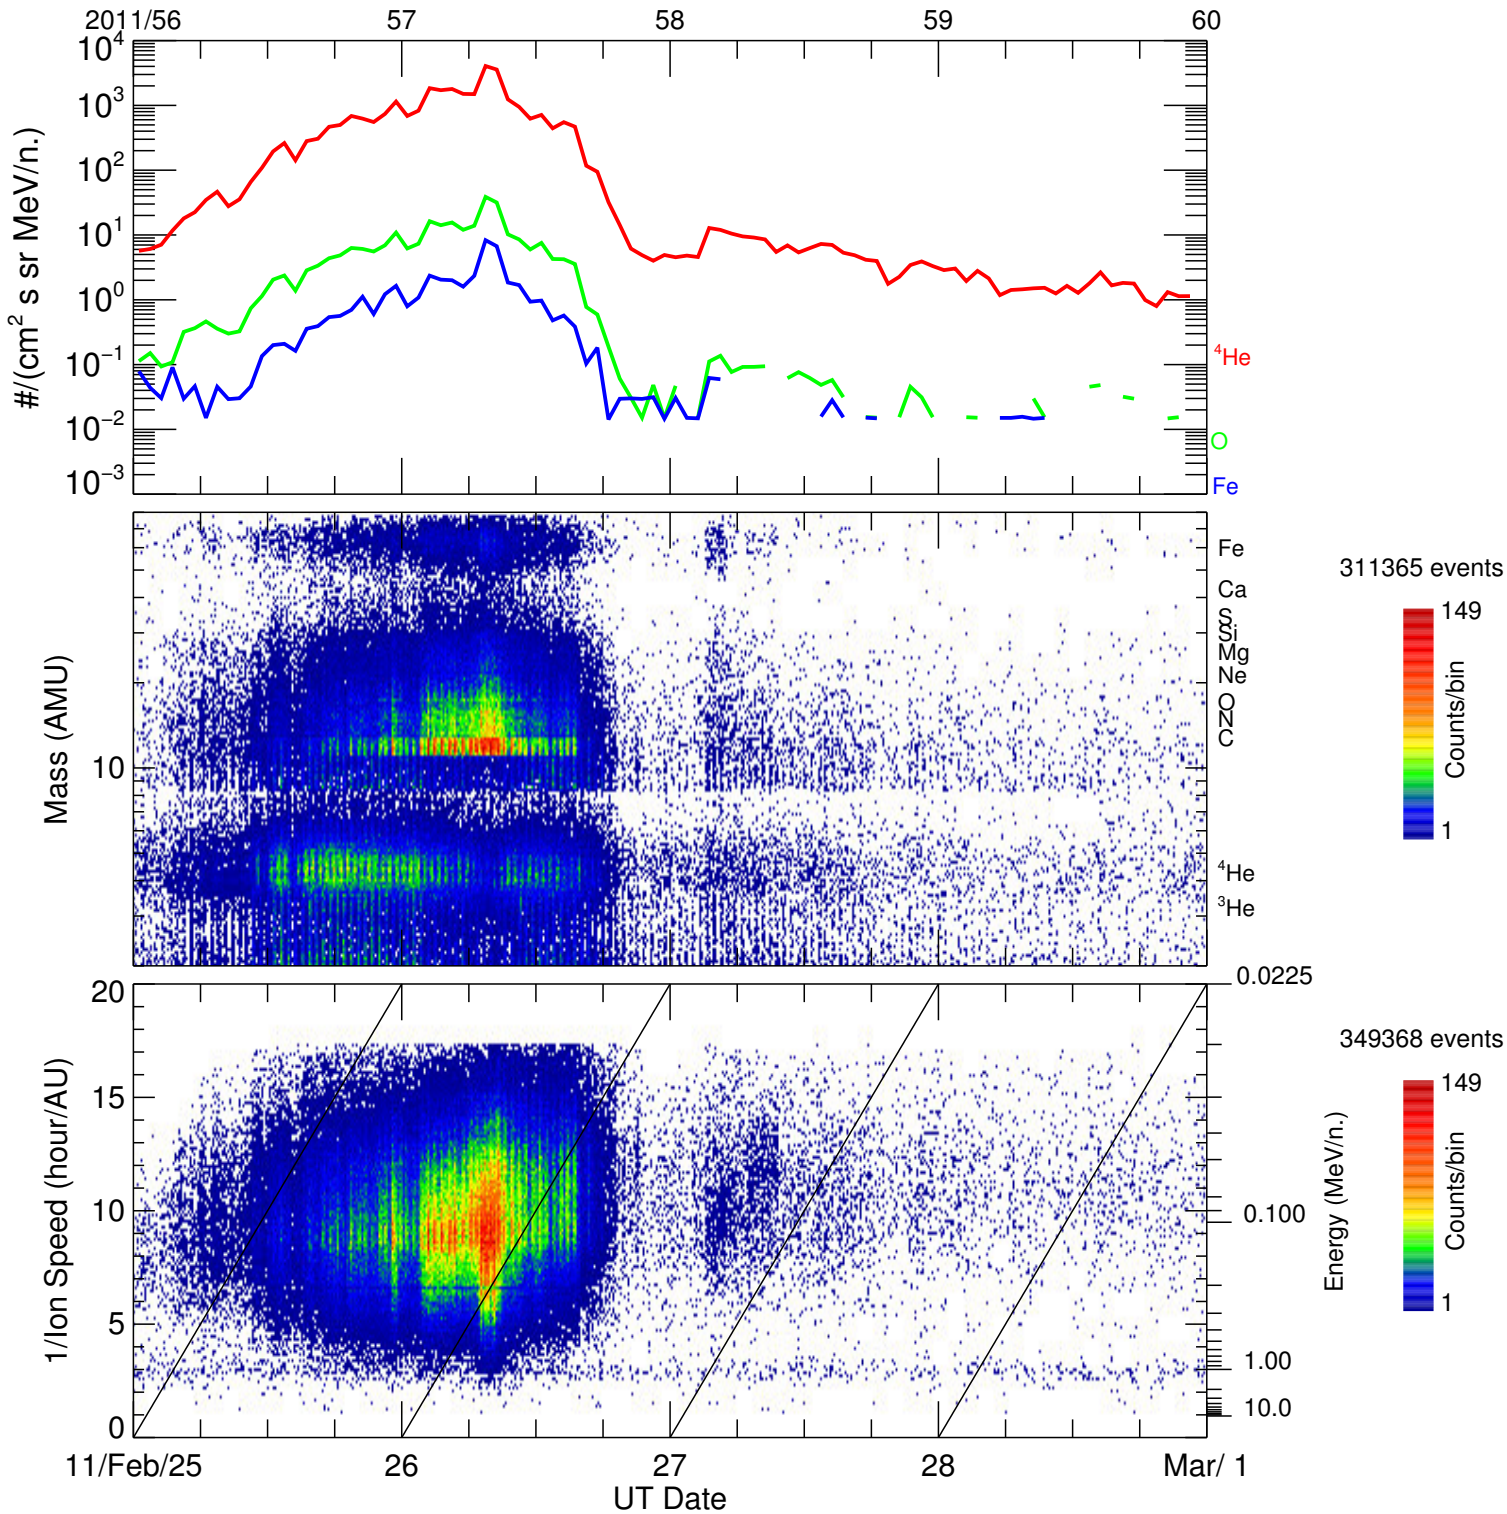 2011/56 57 58 59 60
10^4
10^3
10^2
10^1
10^0
10^−1
10^−2
10^−3
#/(cm^2 s sr MeV/n.)
^4He
O
Fe
Mass (AMU)
10
Fe
Ca
S
Si
Mg
Ne
O
N
C
^4He
^3He
311365 events
149
Counts/bin
1
1/Ion Speed (hour/AU)
20
15
10
5
0
0.0225
0.100
1.00
10.0
Energy (MeV/n.)
349368 events
149
Counts/bin
1
11/Feb/25 26 27 28 Mar/ 1
UT Date